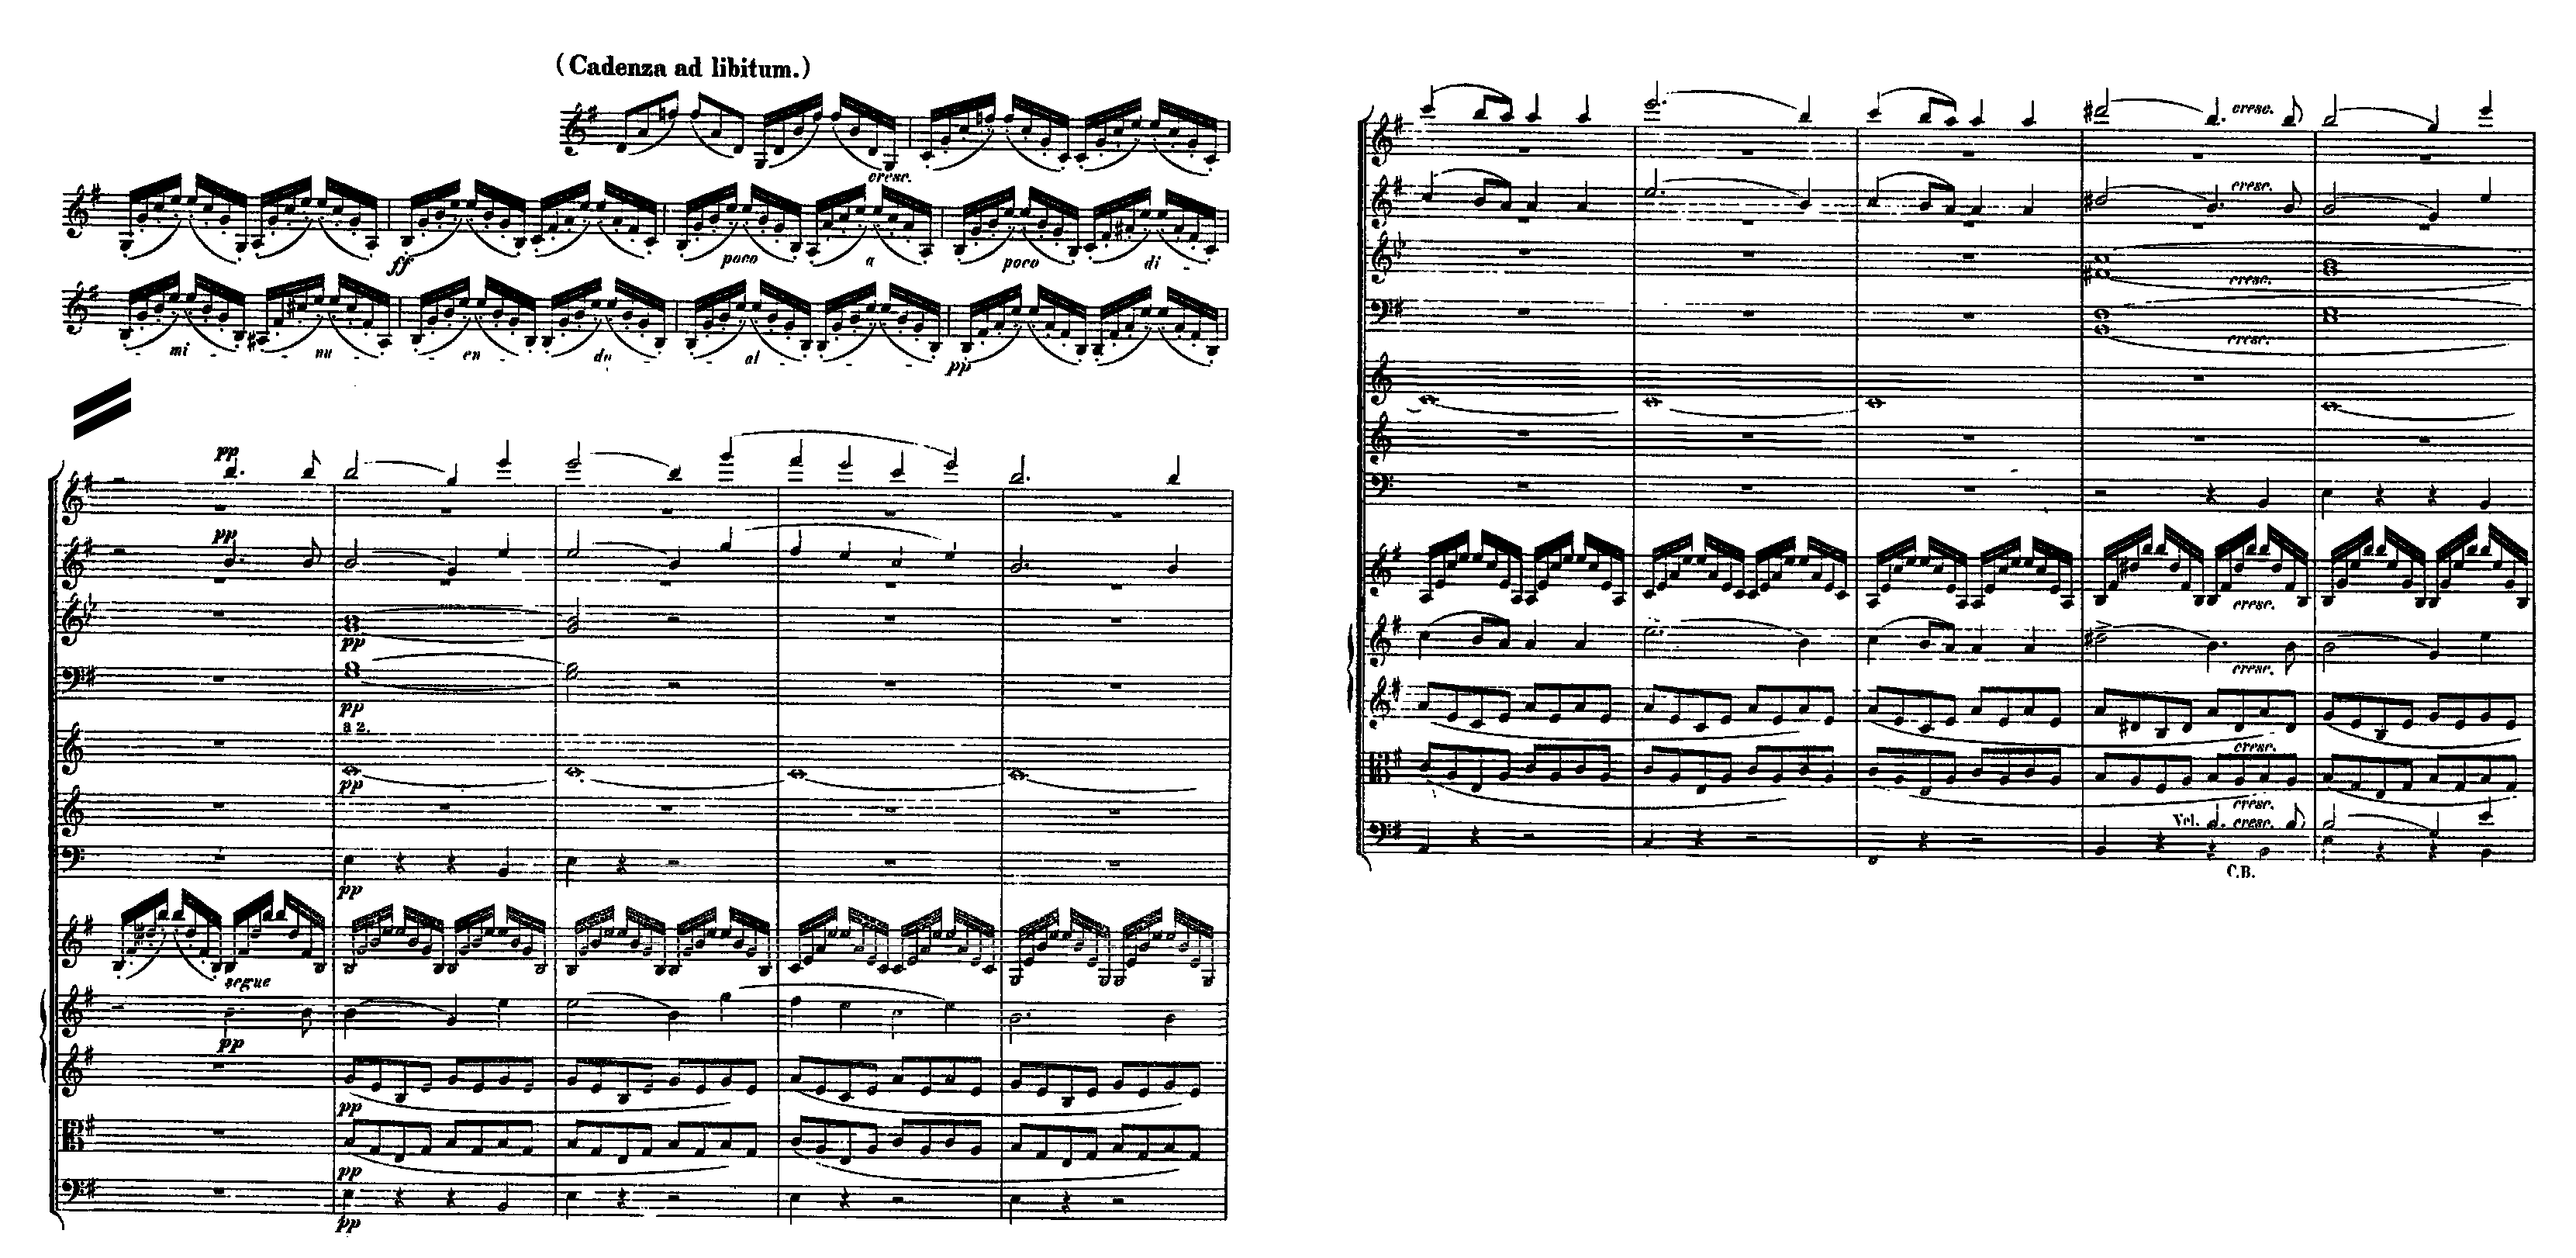 (Cadenza ad libitum.)
cresc.
ff poco a poco di -
- mi - - nu - - en - do - - al - - - pp
pp
pp
pp
pp
a 2.
pp
pp
segue
pp
pp
pp
pp
cresc.
cresc.
cresc.
cresc.
cresc.
cresc.
cresc.
cresc.
Vcl. cresc.
C.B.